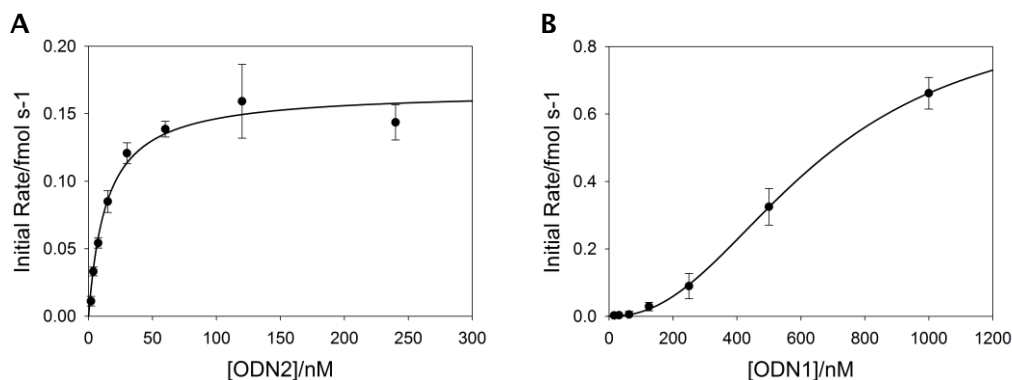 A
B
Initial Rate/fmol s-1
0.20
0.15
0.10
0.05
0.00
0 50 100 150 200 250 300
[ODN2]/nM
Initial Rate/fmol s-1
0.8
0.6
0.4
0.2
0.0
0 200 400 600 800 1000 1200
[ODN1]/nM